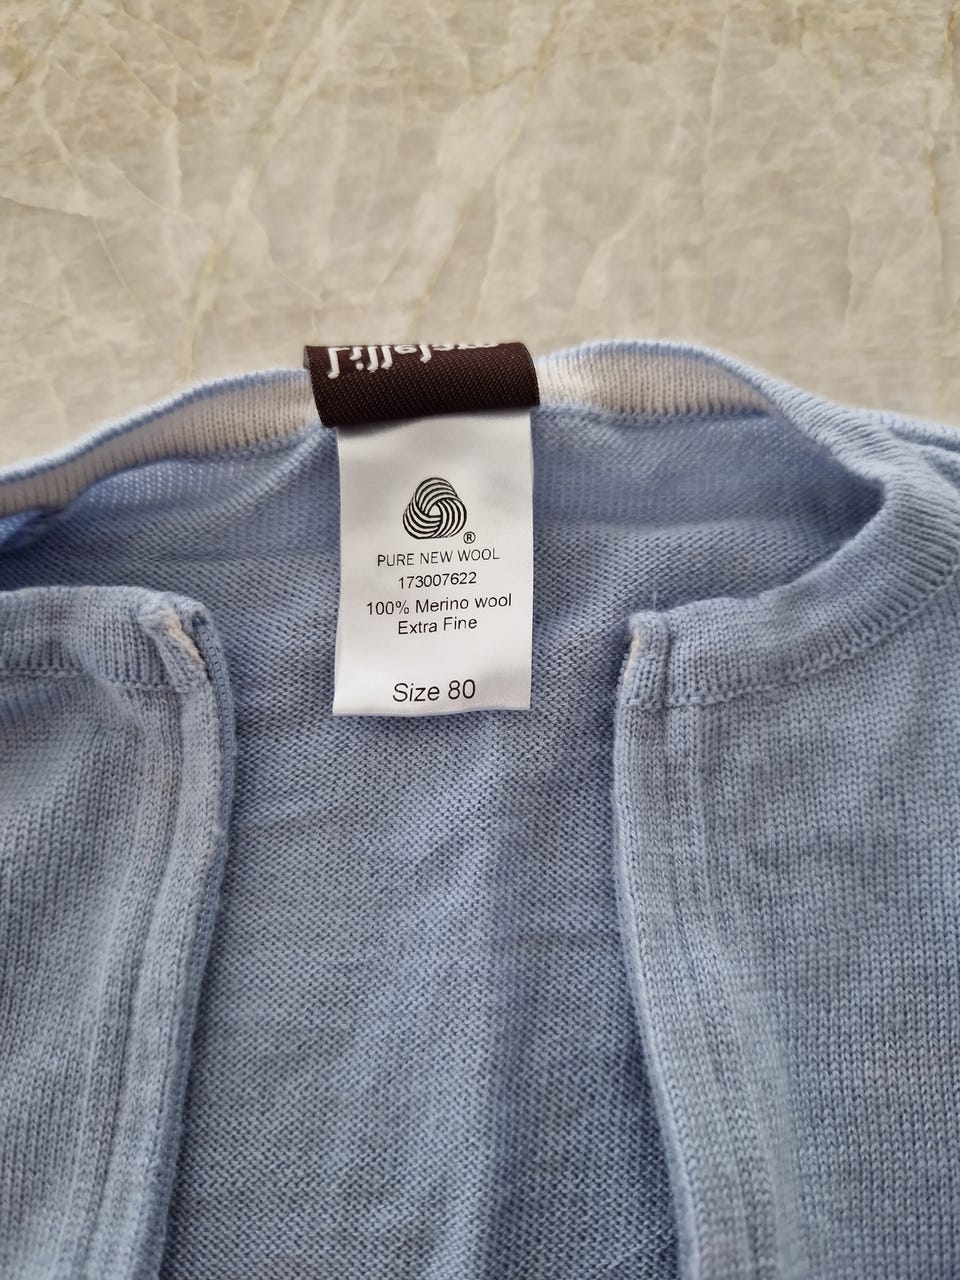 ®
PURE NEW WOOL
173007622
100% Merino wool
Extra Fine
Size 80